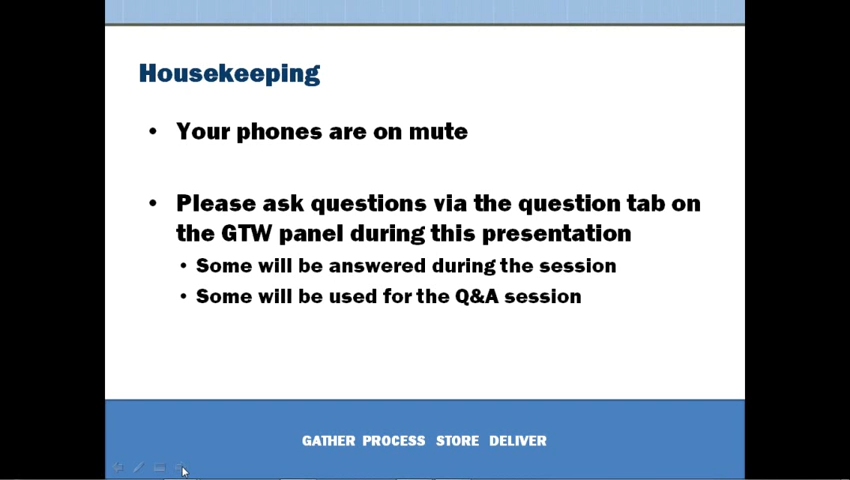 Housekeeping
• Your phones are on mute
• Please ask questions via the question tab on
the GTW panel during this presentation
• Some will be answered during the session
• Some will be used for the Q&A session
GATHER PROCESS STORE DELIVER